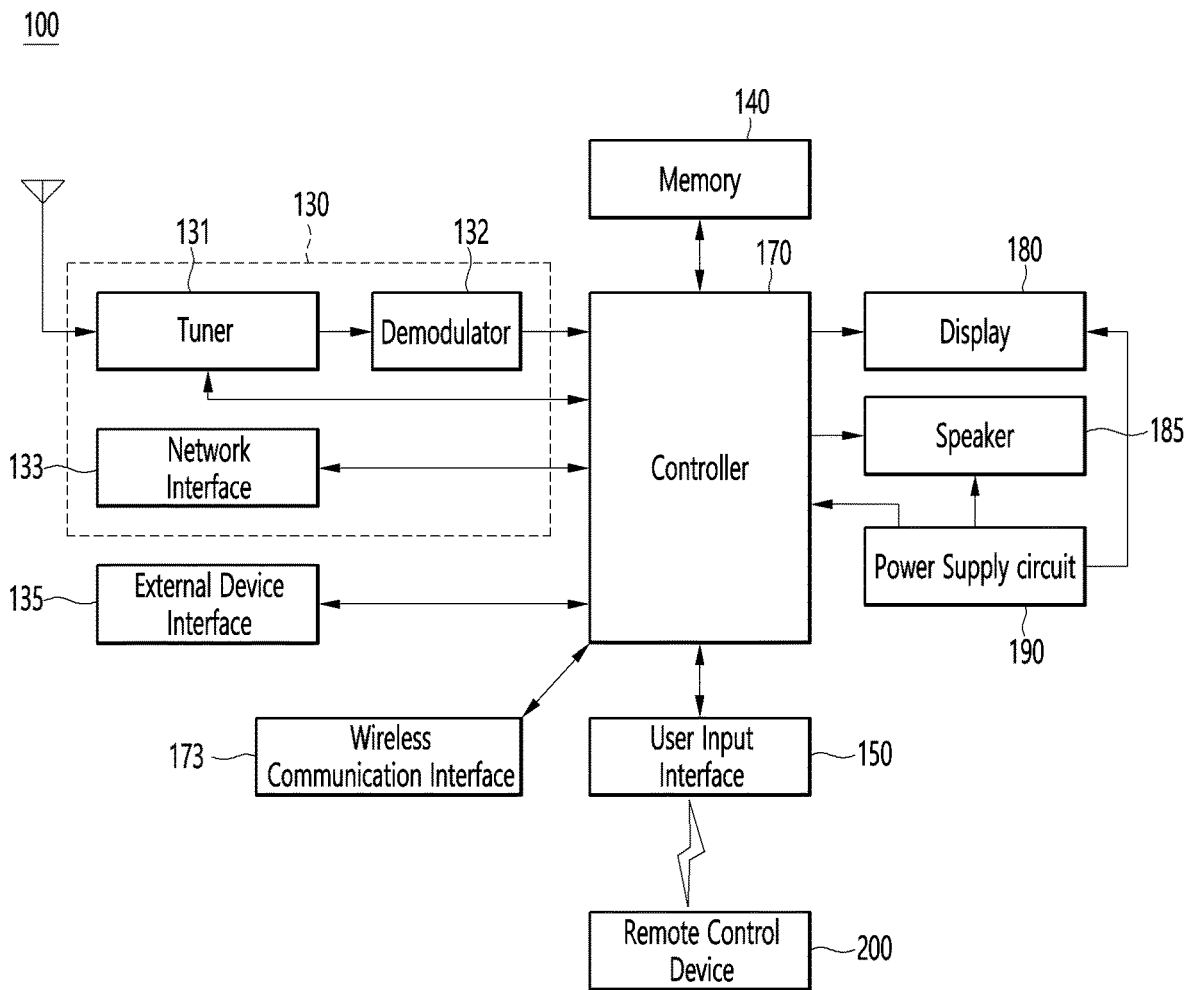 100
140
Memory
130
131
132
170
180
Tuner
Demodulator
Display
Network
Interface
133
Controller
Speaker
185
External Device
Interface
135
Power Supply circuit
190
Wireless
Communication Interface
173
User Input
Interface
150
Remote Control
Device
200